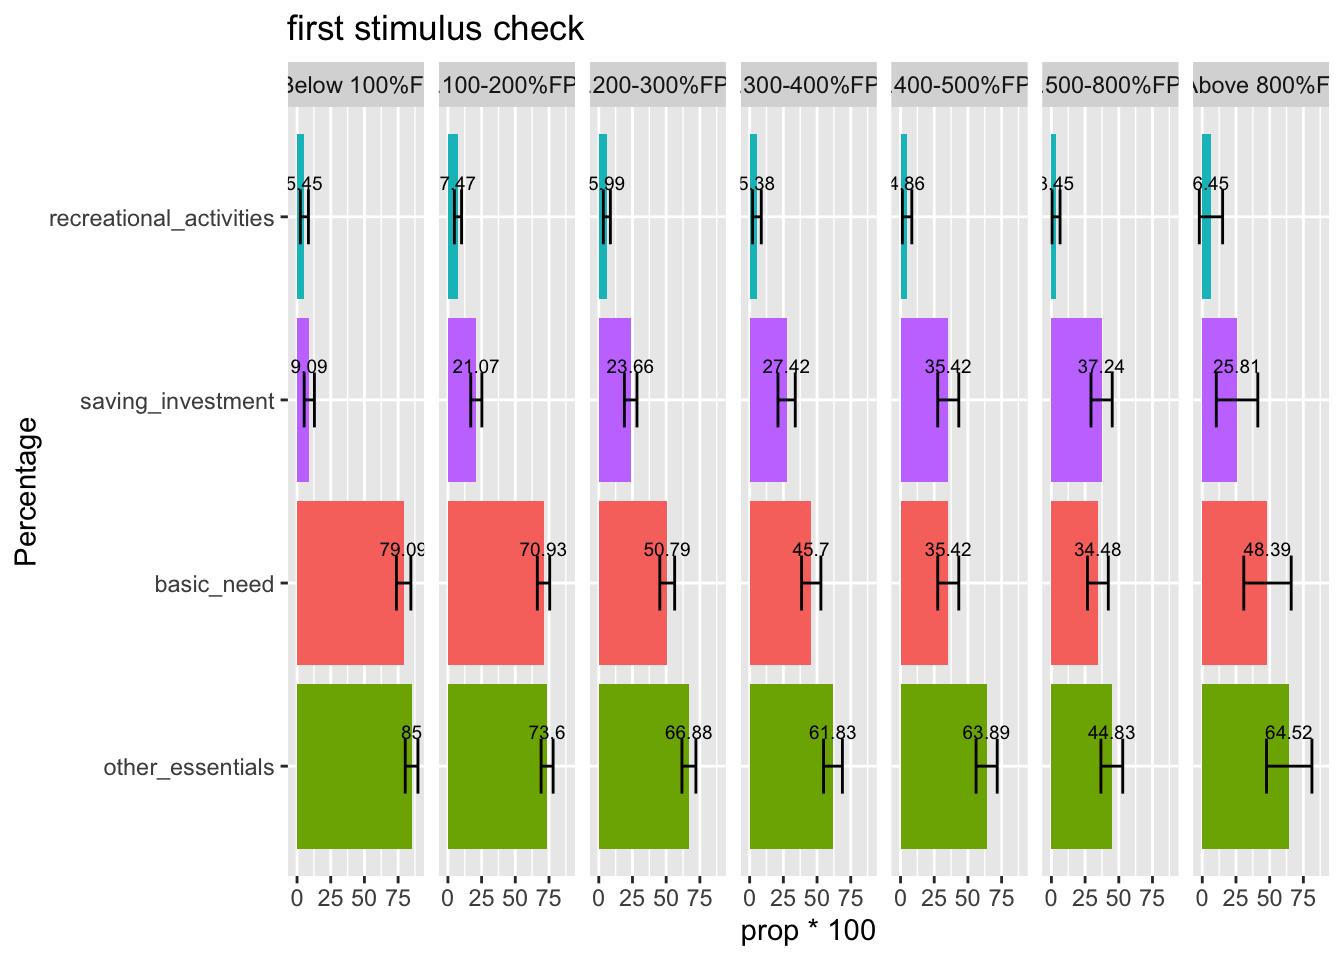 first stimulus check
Below 100%F
.100-200%FP
.200-300%FP
.300-400%FP
.400-500%FP
.500-800%FP
Above 800%F
recreational_activities
5.45
7.47
5.99
5.38
4.86
3.45
6.45
saving_investment
9.09
21.07
23.66
27.42
35.42
37.24
25.81
Percentage
basic_need
79.09
70.93
50.79
45.7
35.42
34.48
48.39
other_essentials
85
73.6
66.88
61.83
63.89
44.83
64.52
0 25 50 75
0 25 50 75
0 25 50 75
0 25 50 75
0 25 50 75
0 25 50 75
0 25 50 75
prop * 100